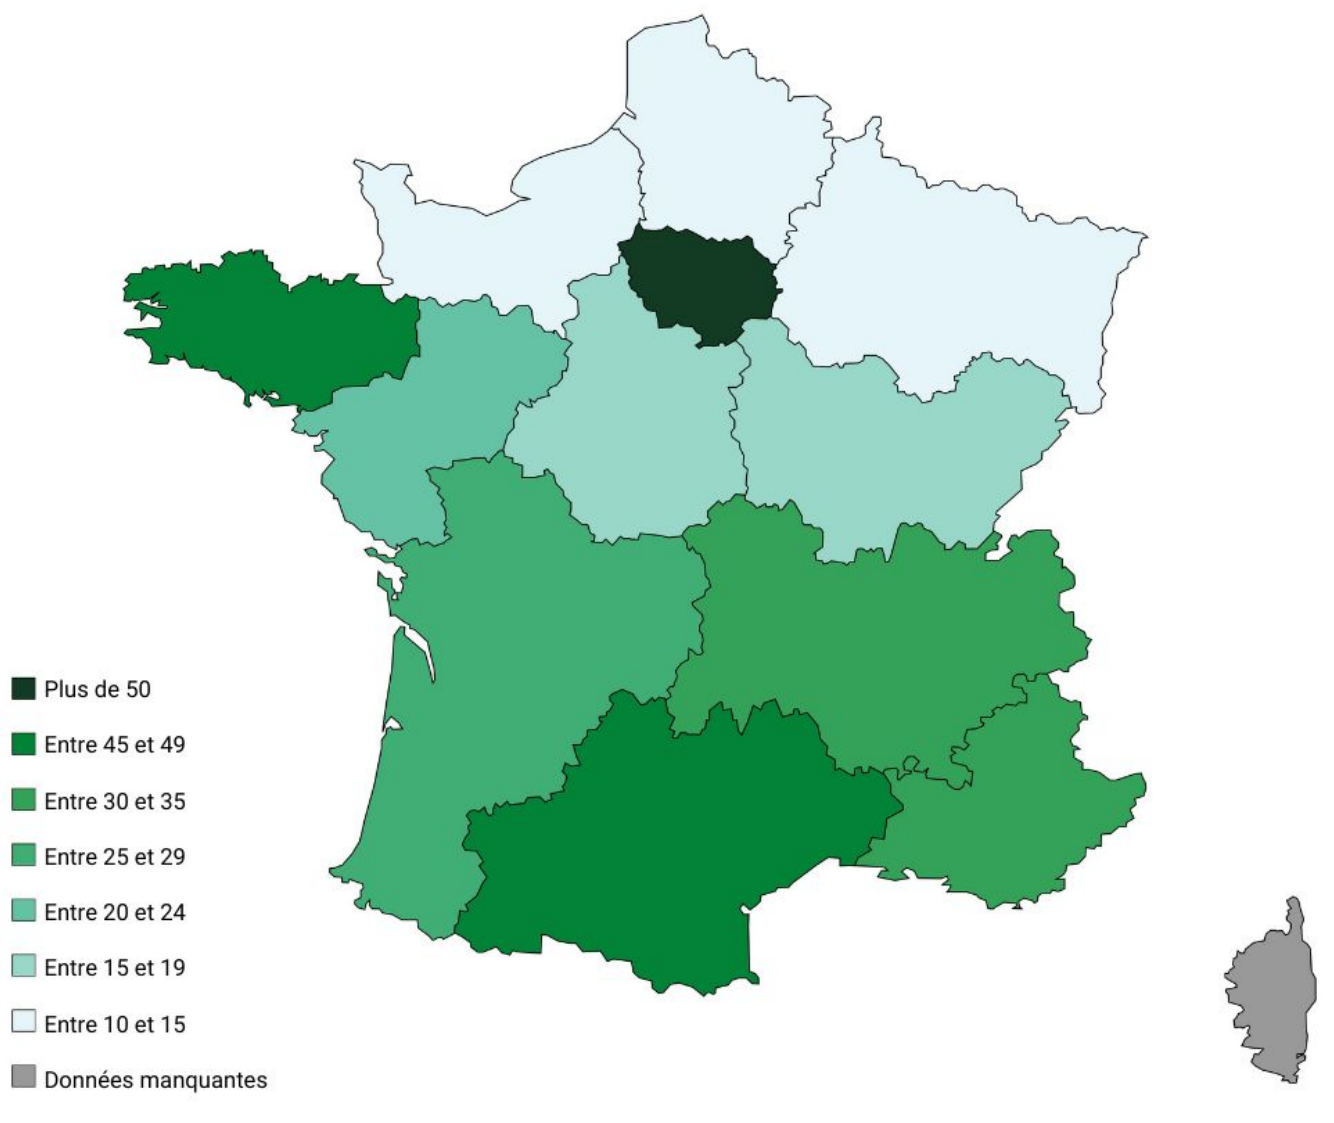 Plus de 50
Entre 45 et 49
Entre 30 et 35
Entre 25 et 29
Entre 20 et 24
Entre 15 et 19
Entre 10 et 15
Données manquantes